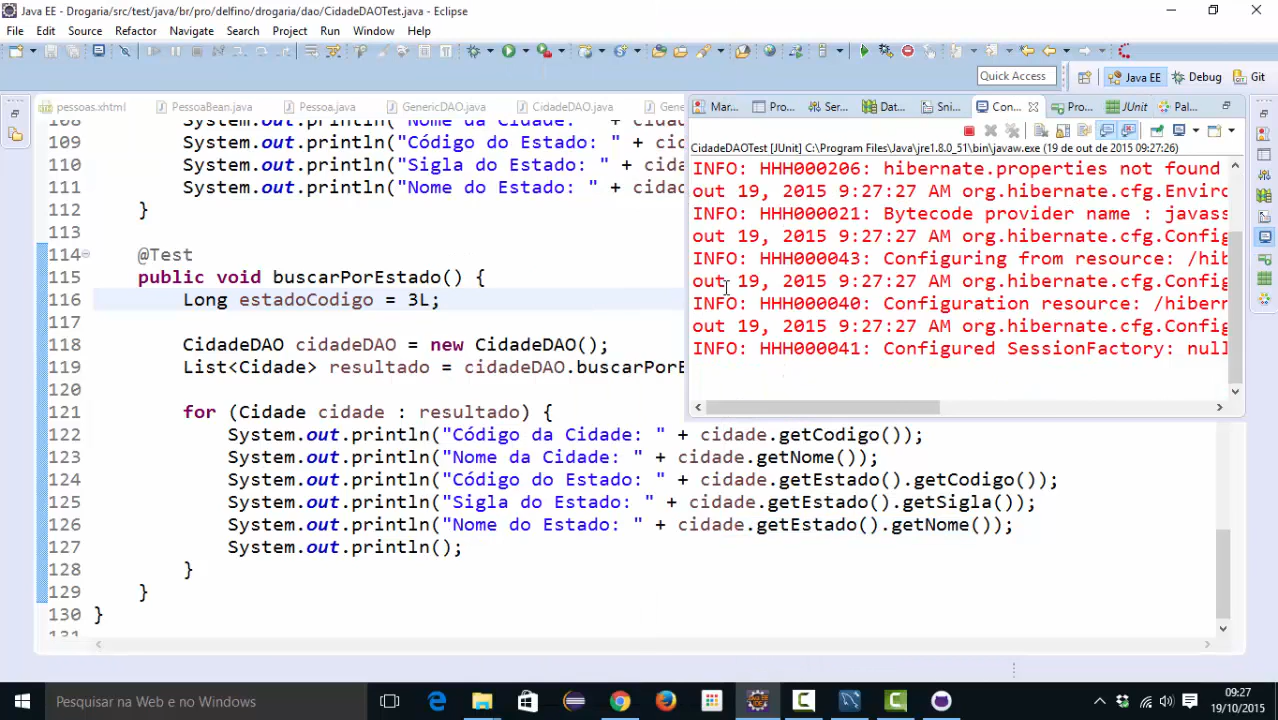 Java EE - Drogaria/src/test/java/br/pro/delfino/drogaria/dao/CidadeDAOTest.java - Eclipse
File Edit Source Refactor Navigate Search Project Run Window Help
Quick Access Java EE Debug Git
pessoas.xhtml PessoaBean.java Pessoa.java GenericDAO.java CidadeDAO.java Gene
Mar... Pro... Ser... Dat... Sni... Con... Pro... JUnit Pal...
CidadeDAOTest [JUnit] C:\Program Files\Java\jre1.8.0_51\bin\javaw.exe (19 de out de 2015 09:27:26)
INFO: HHH000206: hibernate.properties not found
out 19, 2015 9:27:27 AM org.hibernate.cfg.Enviro
INFO: HHH000021: Bytecode provider name : javass
out 19, 2015 9:27:27 AM org.hibernate.cfg.Config
INFO: HHH000043: Configuring from resource: /hib
out 19, 2015 9:27:27 AM org.hibernate.cfg.Config
INFO: HHH000040: Configuration resource: /hibern
out 19, 2015 9:27:27 AM org.hibernate.cfg.Config
INFO: HHH000041: Configured SessionFactory: null
108 System.out.println("Nome da Cidade: " + cidad
109 System.out.println("Código do Estado: " + ci
110 System.out.println("Sigla do Estado: " + cid
111 System.out.println("Nome do Estado: " + cida
112 }
113
114 @Test
115 public void buscarPorEstado() {
116 Long estadoCodigo = 3L;
117
118 CidadeDAO cidadeDAO = new CidadeDAO();
119 List<Cidade> resultado = cidadeDAO.buscarPorE
120
121 for (Cidade cidade : resultado) {
122 System.out.println("Código da Cidade: " + cidade.getCodigo());
123 System.out.println("Nome da Cidade: " + cidade.getNome());
124 System.out.println("Código do Estado: " + cidade.getEstado().getCodigo());
125 System.out.println("Sigla do Estado: " + cidade.getEstado().getSigla());
126 System.out.println("Nome do Estado: " + cidade.getEstado().getNome());
127 System.out.println();
128 }
129 }
130 }
131
Pesquisar na Web e no Windows
09:27
19/10/2015